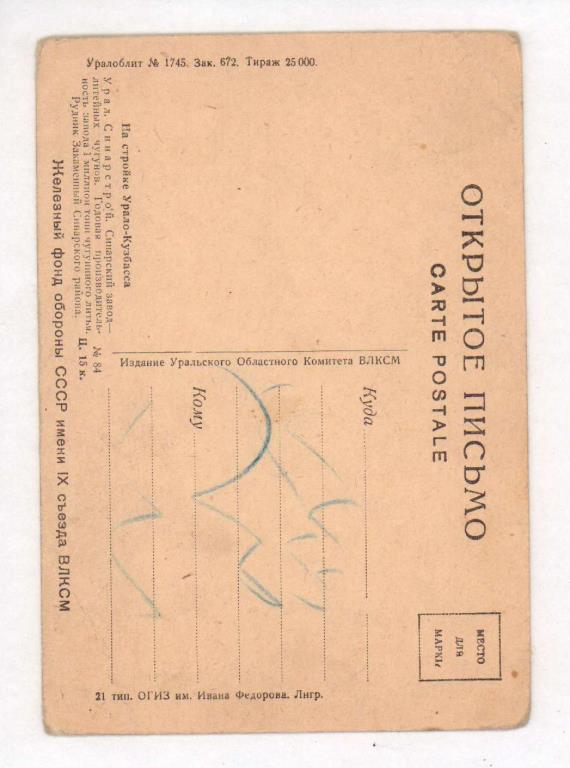 ОТКРЫТОЕ ПИСЬМО
CARTE POSTALE
МЕСТО
ДЛЯ
МАРКИ
Куда
Кому
Издание Уральского Областного Комитета ВЛКСМ
На стройке Урало-Кузбасса
Урал. Синарстрой. Синарский завод—
литейных чугунов. Годовая производитель-
ность завода 1 миллион тонн чугунного литья.
Рудник Закаменный Синарского района.
№ 84
Ц. 15 к.
Железный фонд обороны СССР имени IX съезда ВЛКСМ
Уралоблит № 1745. Зак. 672. Тираж 25 000.
21 тип. ОГИЗ им. Ивана Федорова. Лнгр.